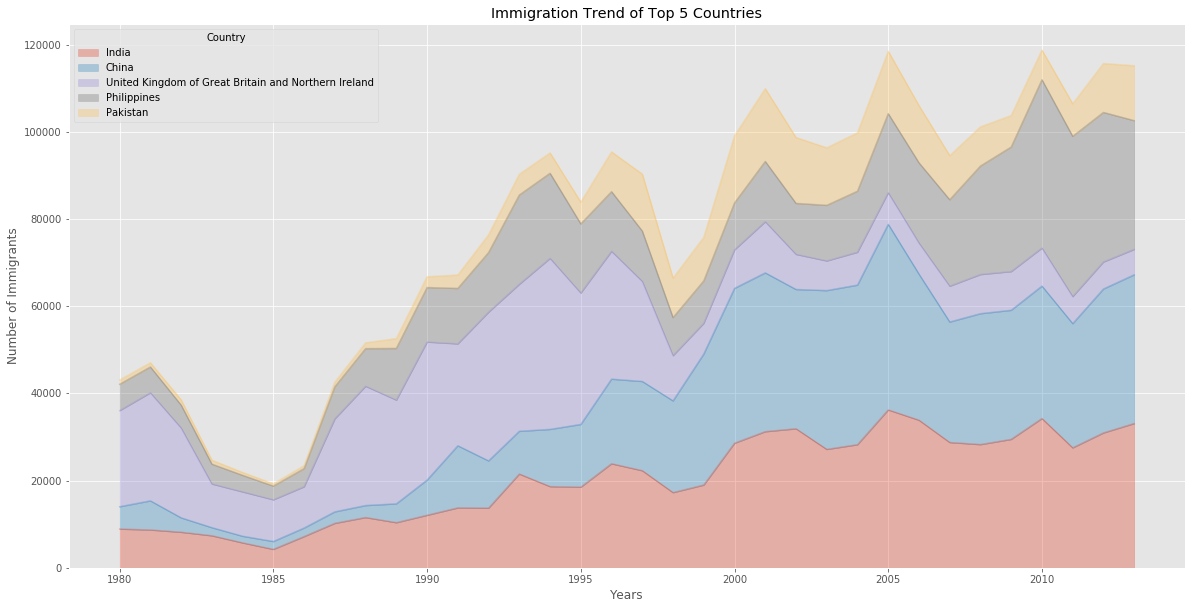 Immigration Trend of Top 5 Countries
Country
India
China
United Kingdom of Great Britain and Northern Ireland
Philippines
Pakistan
Number of Immigrants
120000
100000
80000
60000
40000
20000
0
1980 1985 1990 1995 2000 2005 2010
Years